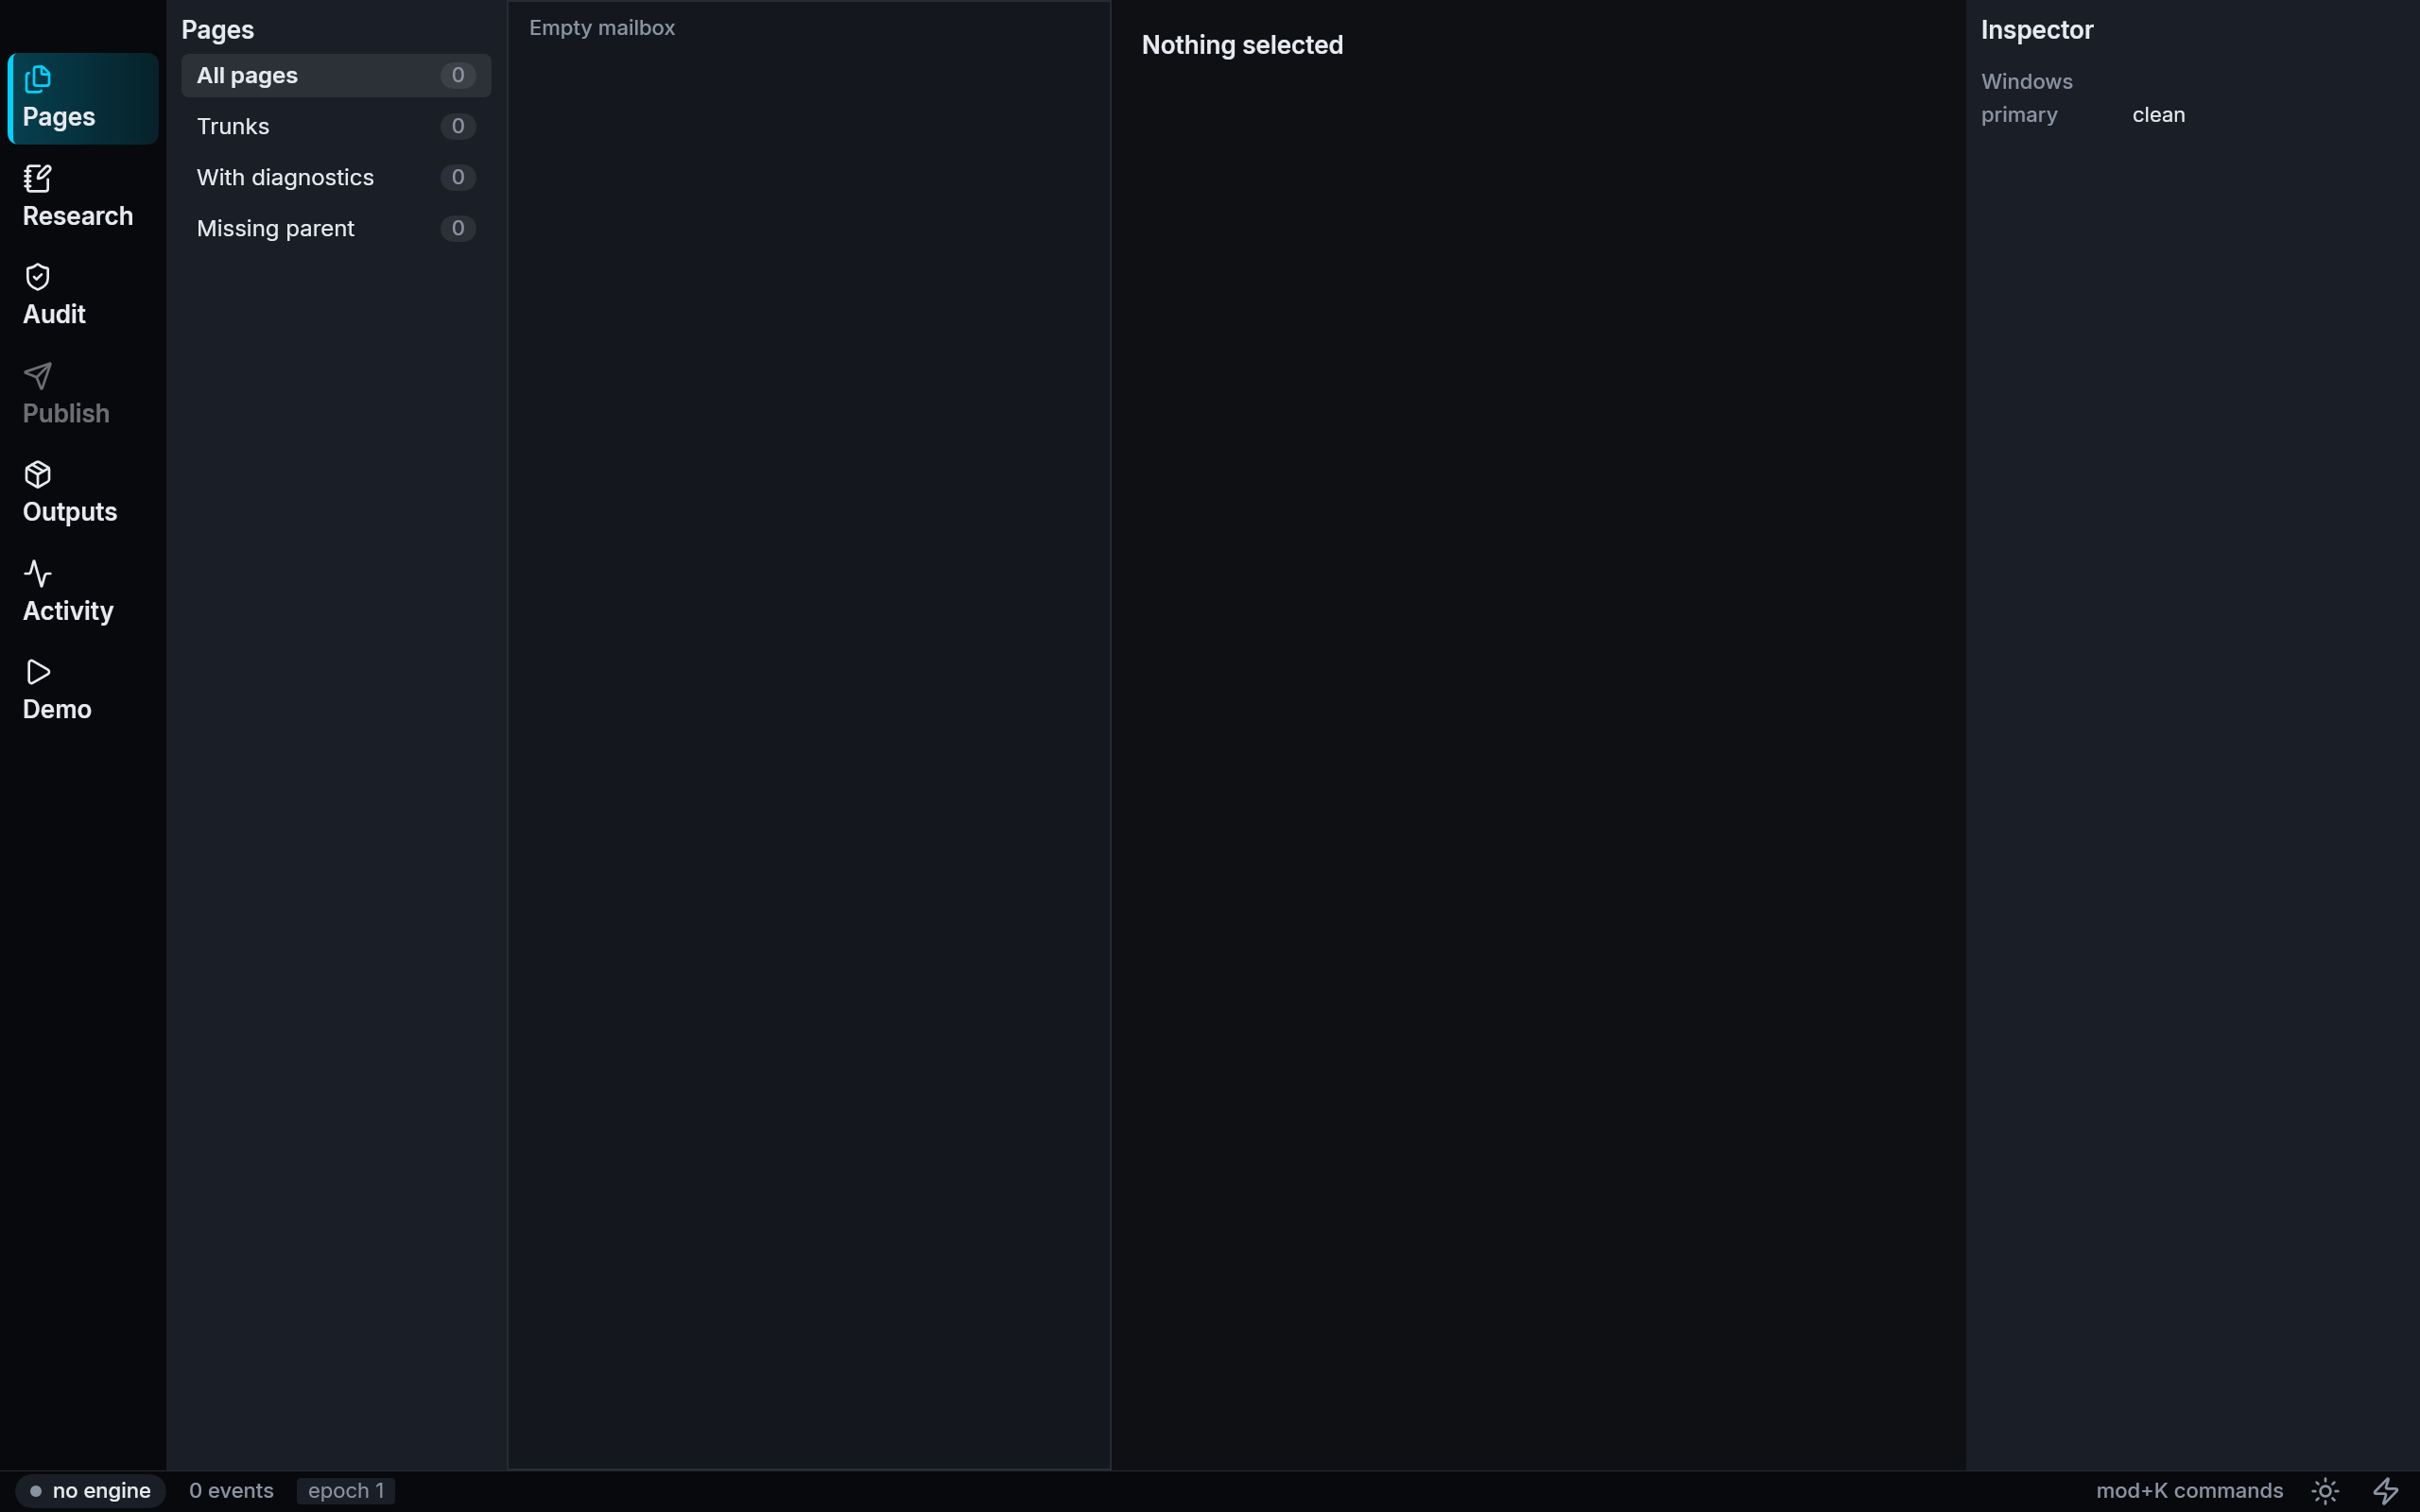 Pages
Research
Audit
Publish
Outputs
Activity
Demo
Pages
All pages 0
Trunks 0
With diagnostics 0
Missing parent 0
Empty mailbox
Nothing selected
Inspector
Windows
primary clean
no engine 0 events epoch 1 mod+K commands